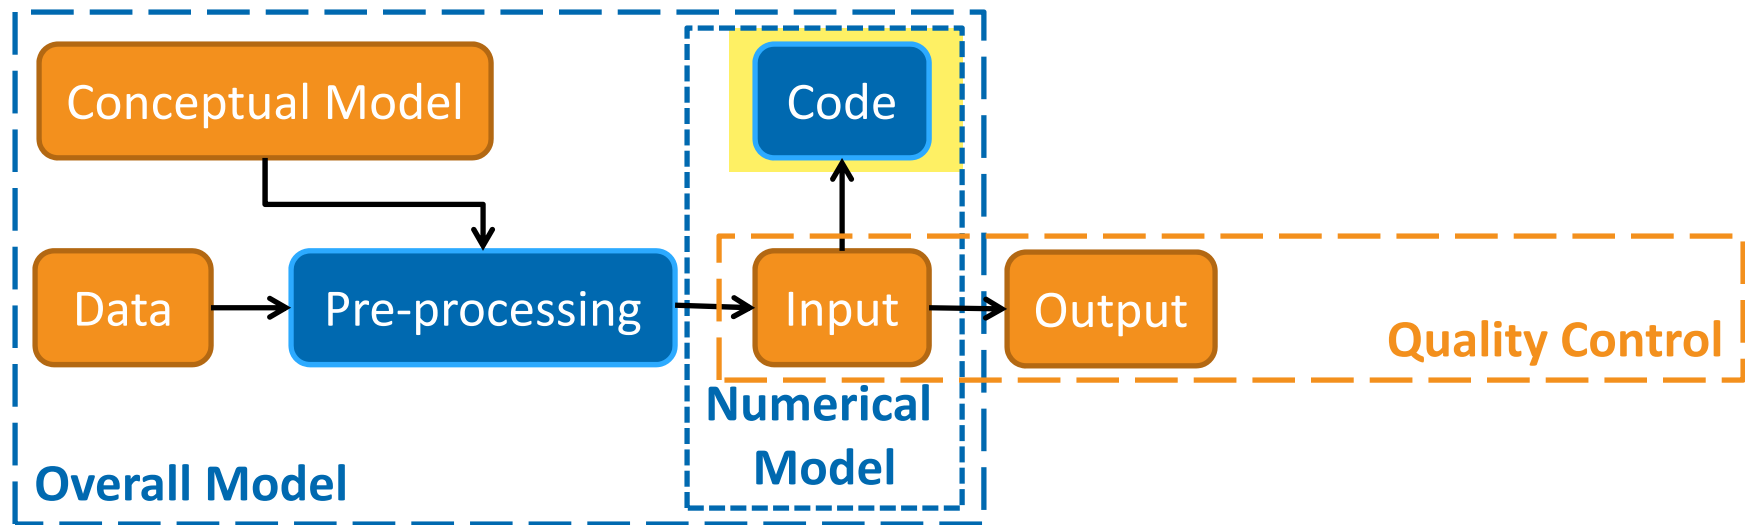 Conceptual Model
Code
Data
Pre-processing
Input
Output
Quality Control
Numerical
Model
Overall Model